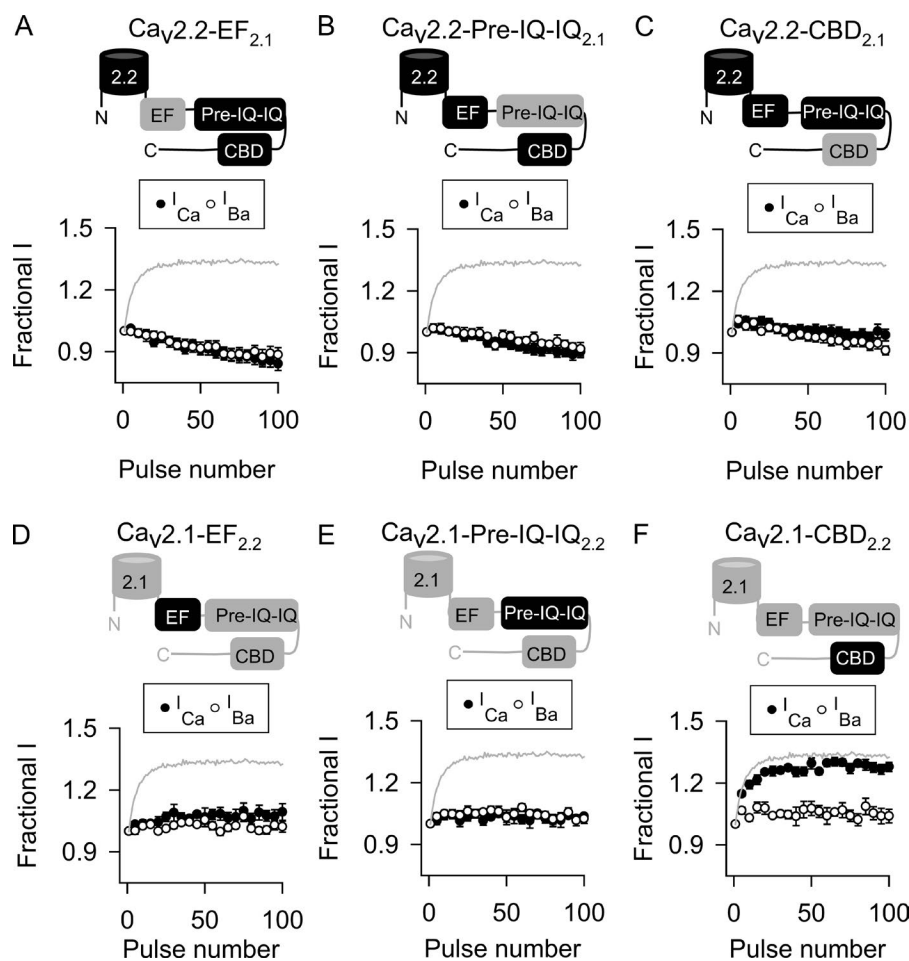 A
Cav2.2-EF2.1
2.2
N
EF
Pre-IQ-IQ
C
CBD
ICa
IBa
1.5
1.2
0.9
Fractional I
0
50
100
Pulse number
B
Cav2.2-Pre-IQ-IQ2.1
2.2
N
EF
Pre-IQ-IQ
C
CBD
ICa
IBa
1.5
1.2
0.9
Fractional I
0
50
100
Pulse number
C
Cav2.2-CBD2.1
2.2
N
EF
Pre-IQ-IQ
C
CBD
ICa
IBa
1.5
1.2
0.9
Fractional I
0
50
100
Pulse number
D
Cav2.1-EF2.2
2.1
N
EF
Pre-IQ-IQ
C
CBD
ICa
IBa
1.5
1.2
0.9
Fractional I
0
50
100
Pulse number
E
Cav2.1-Pre-IQ-IQ2.2
2.1
N
EF
Pre-IQ-IQ
C
CBD
ICa
IBa
1.5
1.2
0.9
Fractional I
0
50
100
Pulse number
F
Cav2.1-CBD2.2
2.1
N
EF
Pre-IQ-IQ
C
CBD
ICa
IBa
1.5
1.2
0.9
Fractional I
0
50
100
Pulse number